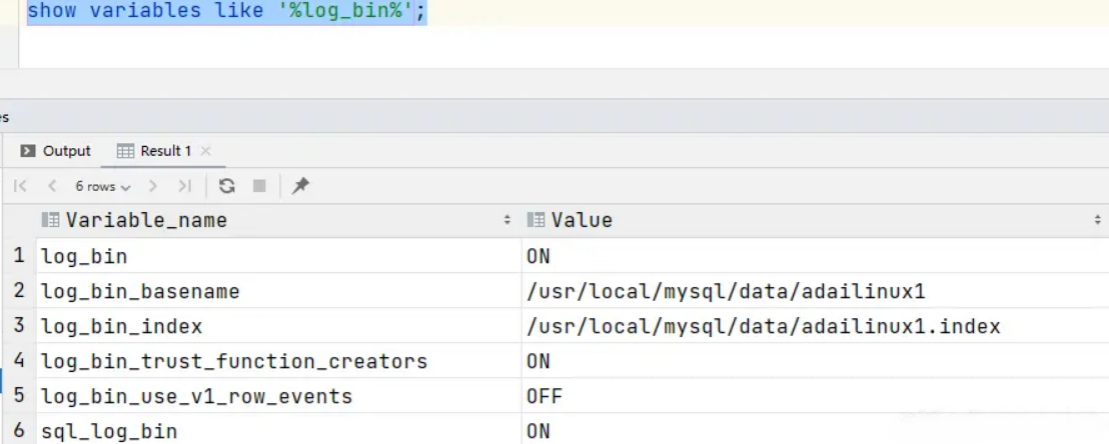 show variables like '%log_bin%';
es
Output
Result 1
6 rows
Variable_name Value
1 log_bin ON
2 log_bin_basename /usr/local/mysql/data/adailinux1
3 log_bin_index /usr/local/mysql/data/adailinux1.index
4 log_bin_trust_function_creators ON
5 log_bin_use_v1_row_events OFF
6 sql_log_bin ON